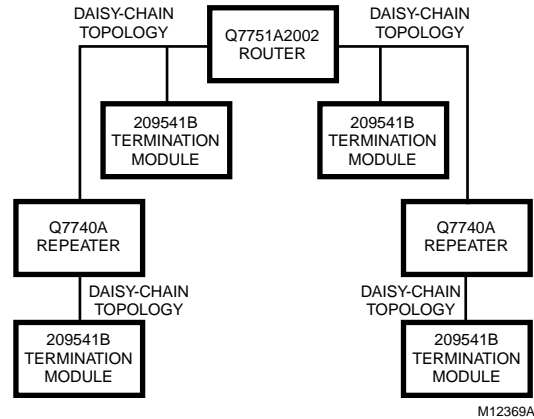 DAISY-CHAIN
TOPOLOGY
Q7751A2002
ROUTER
DAISY-CHAIN
TOPOLOGY
209541B
TERMINATION
MODULE
209541B
TERMINATION
MODULE
Q7740A
REPEATER
Q7740A
REPEATER
DAISY-CHAIN
TOPOLOGY
DAISY-CHAIN
TOPOLOGY
209541B
TERMINATION
MODULE
209541B
TERMINATION
MODULE
M12369A